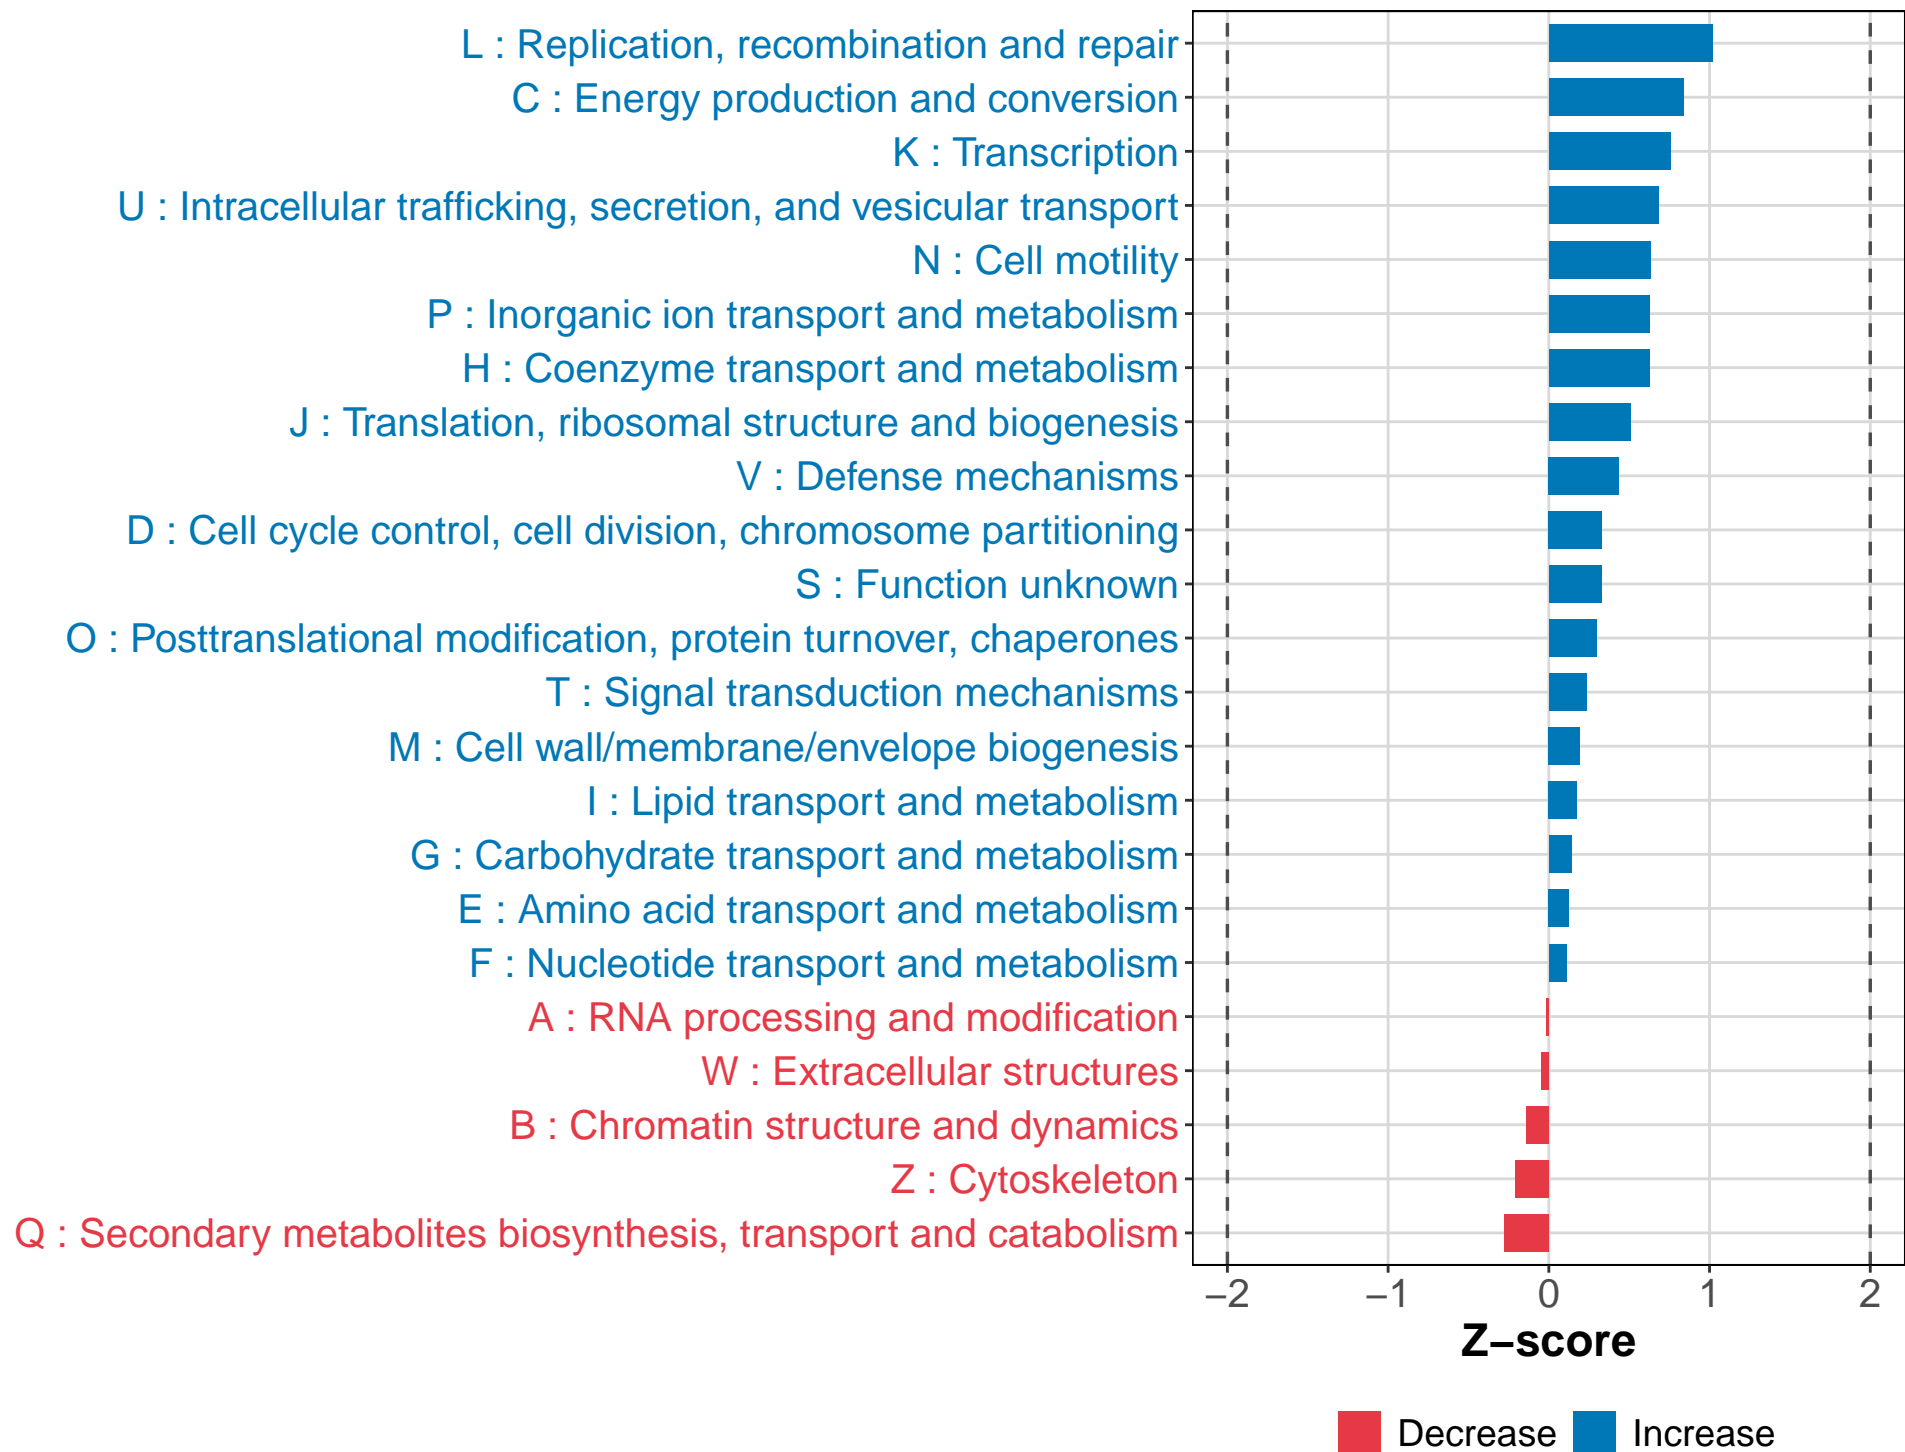 L : Replication, recombination and repair
C : Energy production and conversion
K : Transcription
U : Intracellular trafficking, secretion, and vesicular transport
N : Cell motility
P : Inorganic ion transport and metabolism
H : Coenzyme transport and metabolism
J : Translation, ribosomal structure and biogenesis
V : Defense mechanisms
D : Cell cycle control, cell division, chromosome partitioning
S : Function unknown
O : Posttranslational modification, protein turnover, chaperones
T : Signal transduction mechanisms
M : Cell wall/membrane/envelope biogenesis
I : Lipid transport and metabolism
G : Carbohydrate transport and metabolism
E : Amino acid transport and metabolism
F : Nucleotide transport and metabolism
A : RNA processing and modification
W : Extracellular structures
B : Chromatin structure and dynamics
Z : Cytoskeleton
Q : Secondary metabolites biosynthesis, transport and catabolism
−2 −1 0 1 2
Z−score
Decrease Increase